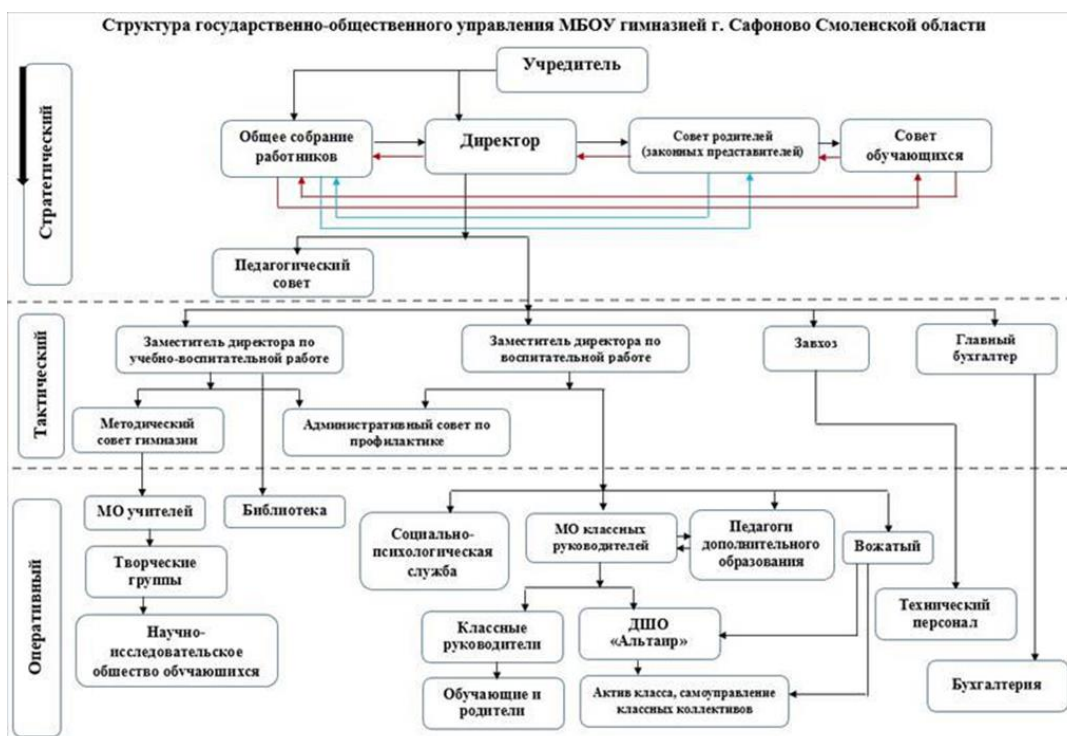 Структура государственно-общественного управления МБОУ гимназией г. Сафоново Смоленской области
Стратегический
Учредитель
Общее собрание
работников
Директор
Совет родителей
(законных представителей)
Совет
обучающихся
Педагогический
совет
Тактический
Заместитель директора по
учебно-воспитательной работе
Заместитель директора по
воспитательной работе
Завхоз
Главный
бухгалтер
Методический
совет гимназии
Административный совет по
профилактике
Оперативный
МО учителей
Библиотека
Социально-
психологическая
служба
МО классных
руководителей
Педагоги
дополнительного
образования
Вожатый
Творческие
группы
Технический
персонал
Научно-
исследовательское
общество обучающихся
Классные
руководители
ДШО
«Альтаир»
Бухгалтерия
Обучающие и
родители
Актив класса, самоуправление
классных коллективов